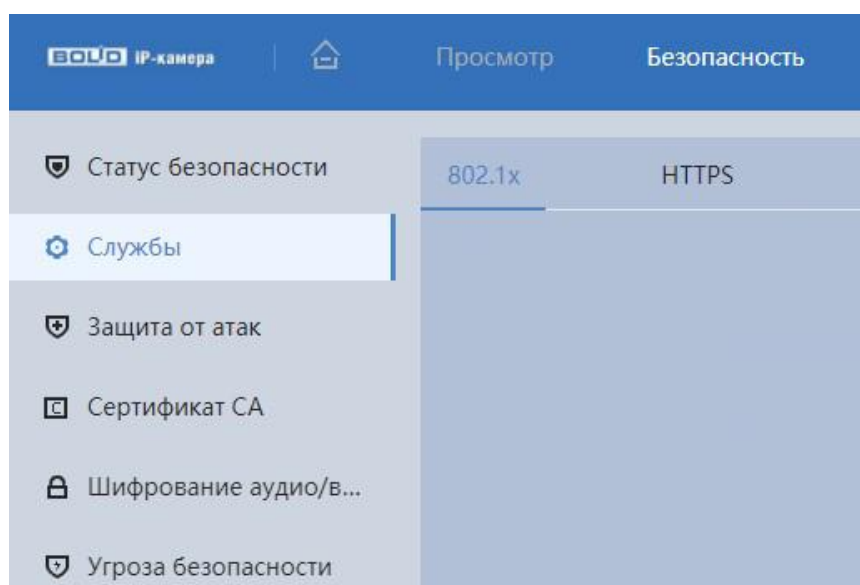 BOLID IP-камера Просмотр Безопасность
Статус безопасности
802.1x HTTPS
Службы
Защита от атак
Сертификат CA
Шифрование аудио/в...
Угроза безопасности